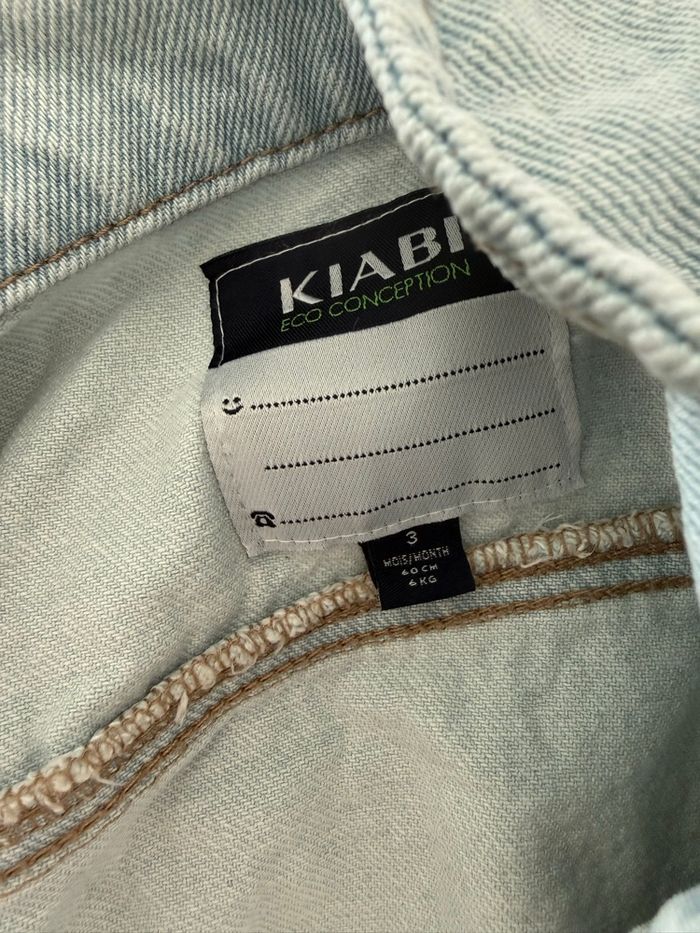 KIABI
ECO CONCEPTION
3
MOIS/MONTH
60 CM
6 KG